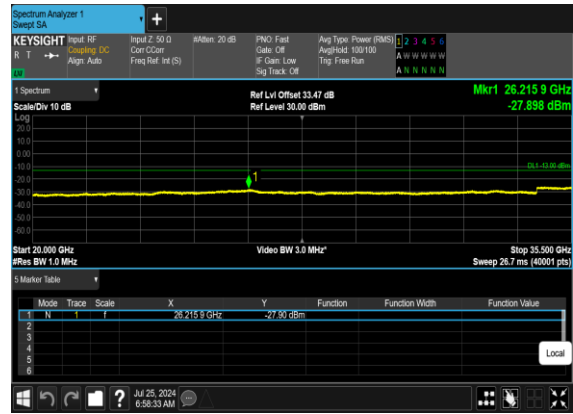 Spectrum Analyzer 1
Swept SA
+
KEYSIGHT Input: RF Input Z: 50 Ω #Atten: 20 dB PNO: Fast Avg Type: Power (RMS) 1 2 3 4 5 6
R T Coupling: DC Corr CCorr Gate: Off Avg|Hold: 100/100 A W W W W W
Align: Auto Freq Ref: Int (S) IF Gain: Low Trig: Free Run
LW Sig Track: Off A N N N N N
1 Spectrum Ref Lvl Offset 33.47 dB Mkr1 26.215 9 GHz
Scale/Div 10 dB Ref Level 30.00 dBm -27.898 dBm
Log
20.0
10.0
0.00
-10.0 DL1 -13.00 dBm
-20.0 1
-30.0
-40.0
-50.0
-60.0
Start 20.000 GHz Video BW 3.0 MHz* Stop 35.500 GHz
#Res BW 1.0 MHz Sweep 26.7 ms (40001 pts)
5 Marker Table
Mode Trace Scale X Y Function Function Width Function Value
1 N 1 f 26.215 9 GHz -27.90 dBm
2
3
4
5
6
Local
? Jul 25, 2024
6:58:33 AM